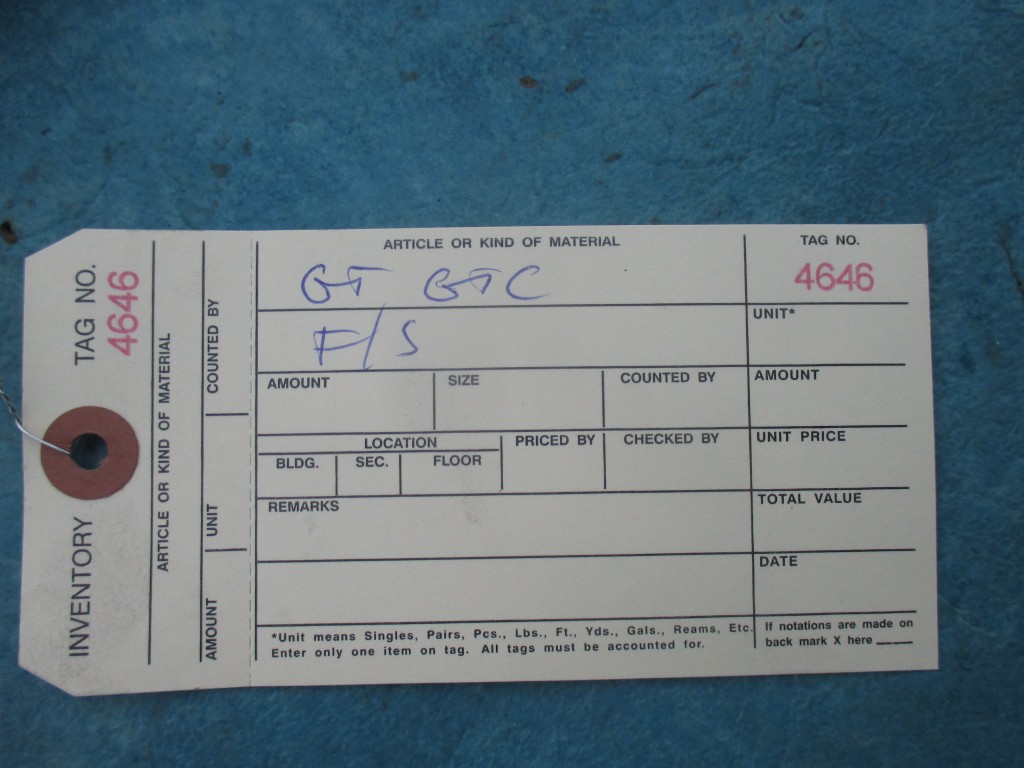 INVENTORY TAG NO.
4646
ARTICLE OR KIND OF MATERIAL
AMOUNT UNIT COUNTED BY
ARTICLE OR KIND OF MATERIAL
GT GTC
F/S
TAG NO.
4646
UNIT*
AMOUNT SIZE COUNTED BY AMOUNT
LOCATION PRICED BY CHECKED BY UNIT PRICE
BLDG. SEC. FLOOR
REMARKS TOTAL VALUE
DATE
*Unit means Singles, Pairs, Pcs., Lbs., Ft., Yds., Gals., Reams, Etc.
Enter only one item on tag. All tags must be accounted for.
If notations are made on
back mark X here ____